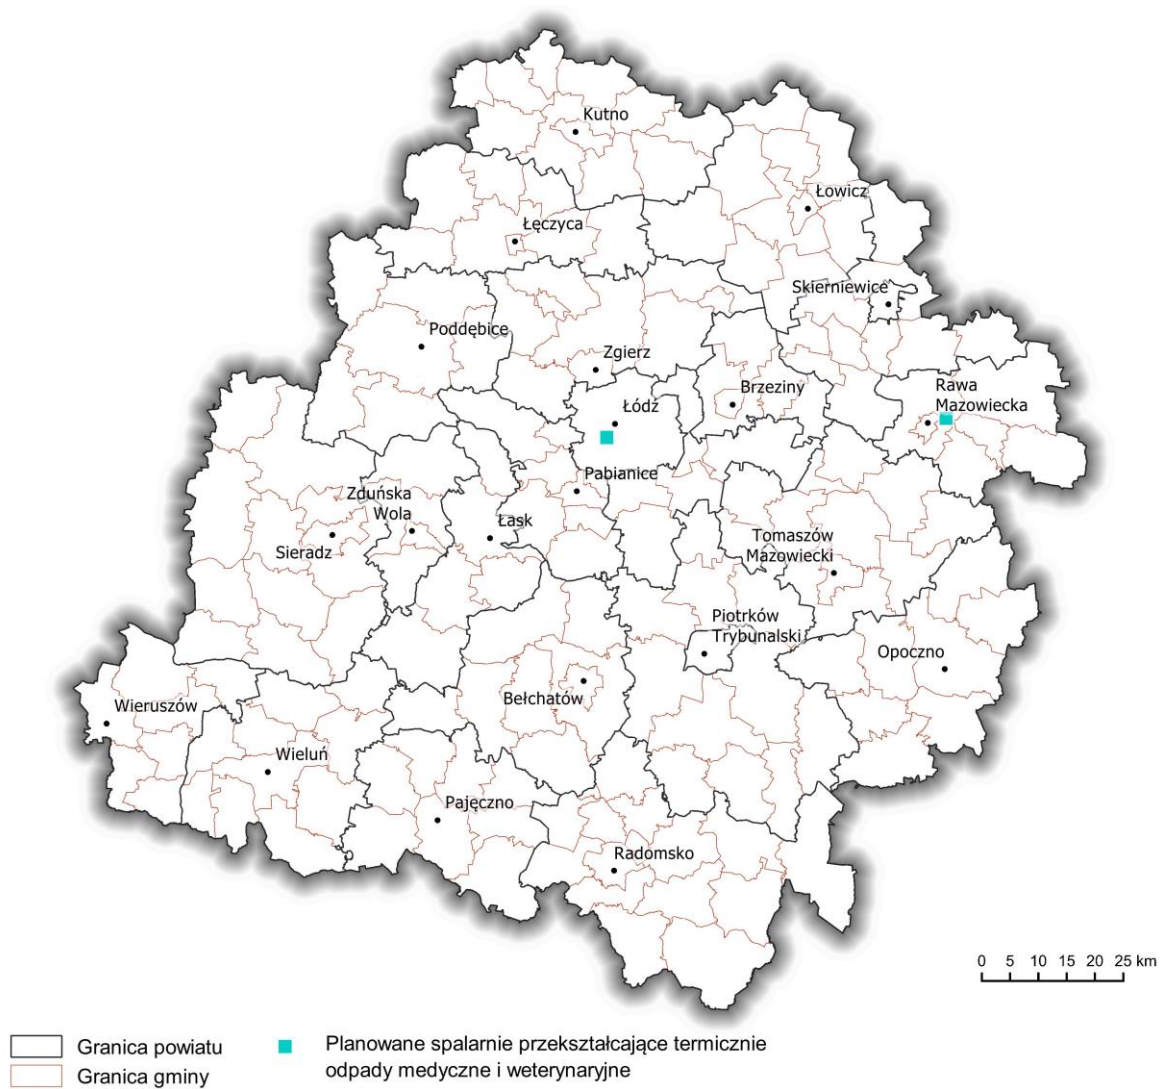 Kutno
Łowicz
Łęczyca
Skierniewice
Poddębice
Zgierz
Rawa
Mazowiecka
Brzeziny
Łódź
Pabianice
Zduńska
Wola
Łask
Sieradz
Tomaszów
Mazowiecki
Piotrków
Trybunalski
Opoczno
Bełchatów
Wieruszów
Wieluń
Pajęczno
Radomsko
0 5 10 15 20 25 km
Granica powiatu
Granica gminy
Planowane spalarnie przekształcające termicznie
odpady medyczne i weterynaryjne